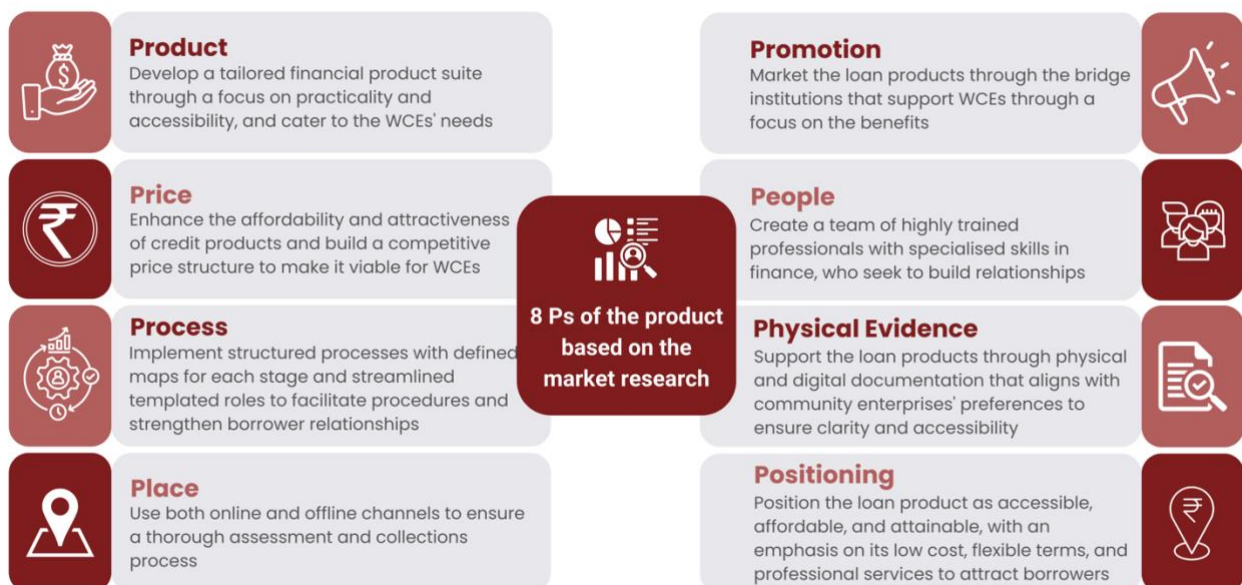 Product
Develop a tailored financial product suite
through a focus on practicality and
accessibility, and cater to the WCEs' needs
Price
Enhance the affordability and attractiveness
of credit products and build a competitive
price structure to make it viable for WCEs
Process
Implement structured processes with defined
maps for each stage and streamlined
templated roles to facilitate procedures and
strengthen borrower relationships
Place
Use both online and offline channels to ensure
a thorough assessment and collections
process
8 Ps of the product
based on the
market research
Promotion
Market the loan products through the bridge
institutions that support WCEs through a
focus on the benefits
People
Create a team of highly trained
professionals with specialised skills in
finance, who seek to build relationships
Physical Evidence
Support the loan products through physical
and digital documentation that aligns with
community enterprises' preferences to
ensure clarity and accessibility
Positioning
Position the loan product as accessible,
affordable, and attainable, with an
emphasis on its low cost, flexible terms, and
professional services to attract borrowers